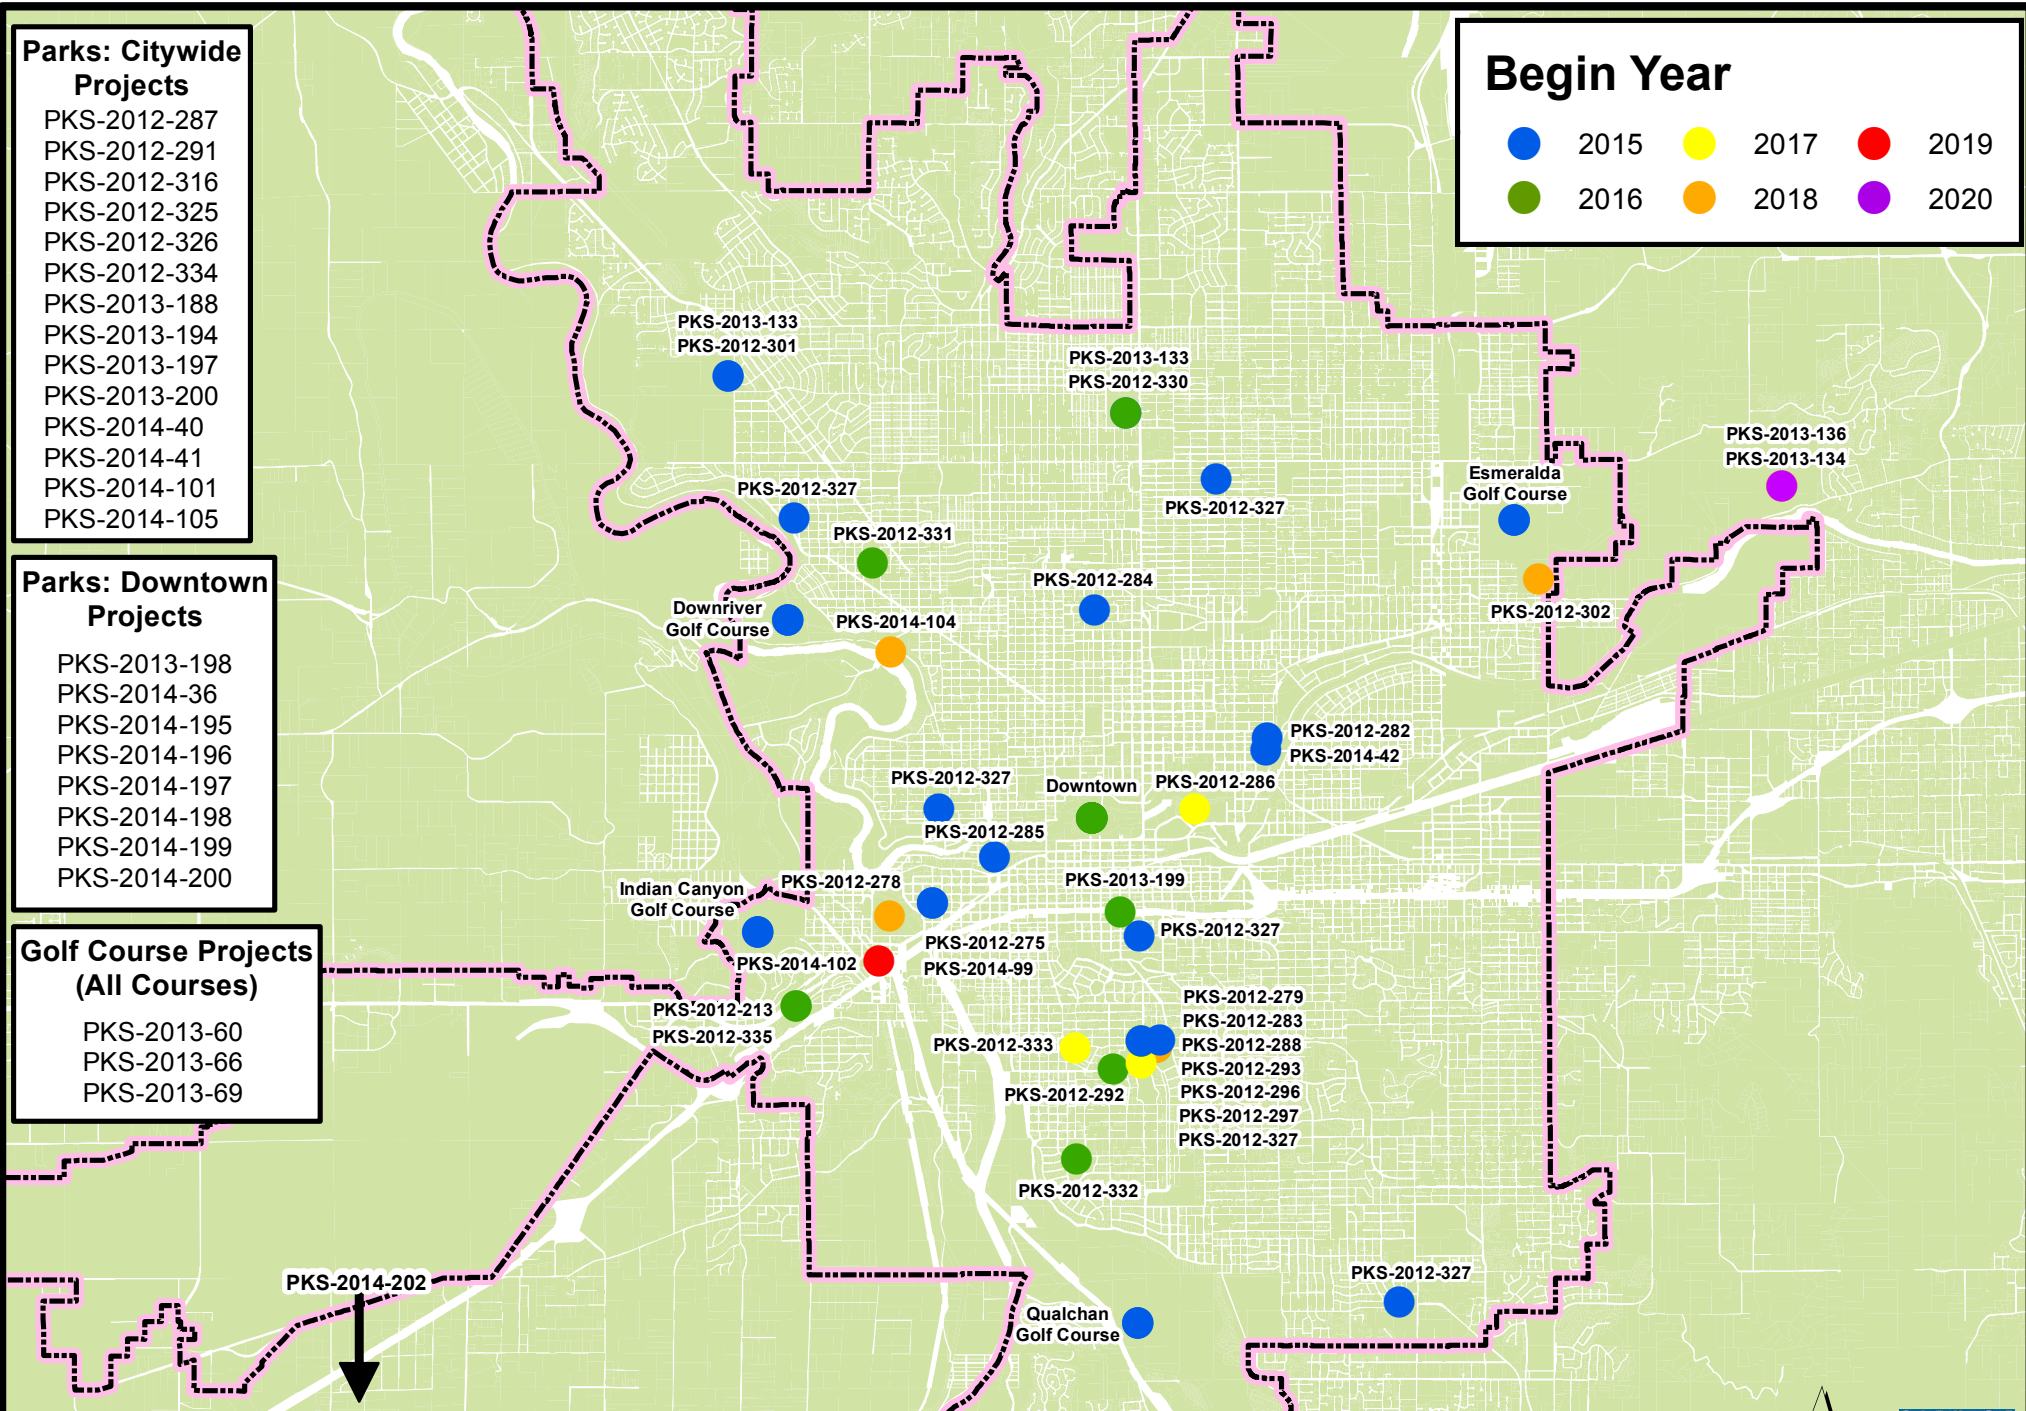 Parks: Citywide
Projects
PKS-2012-287
PKS-2012-291
PKS-2012-316
PKS-2012-325
PKS-2012-326
PKS-2012-334
PKS-2013-188
PKS-2013-194
PKS-2013-197
PKS-2013-200
PKS-2014-40
PKS-2014-41
PKS-2014-101
PKS-2014-105
Parks: Downtown
Projects
PKS-2013-198
PKS-2014-36
PKS-2014-195
PKS-2014-196
PKS-2014-197
PKS-2014-198
PKS-2014-199
PKS-2014-200
Golf Course Projects
(All Courses)
PKS-2013-60
PKS-2013-66
PKS-2013-69
Begin Year
2015 2017 2019
2016 2018 2020
PKS-2013-133
PKS-2012-301
PKS-2013-133
PKS-2012-330
PKS-2013-136
PKS-2013-134
Esmeralda
Golf Course
PKS-2012-327
PKS-2012-327
PKS-2012-331
PKS-2012-284
Downriver
Golf Course
PKS-2014-104
PKS-2012-302
PKS-2012-282
PKS-2014-42
PKS-2012-327
Downtown
PKS-2012-286
PKS-2012-285
PKS-2012-278
PKS-2013-199
Indian Canyon
Golf Course
PKS-2012-327
PKS-2012-275
PKS-2014-99
PKS-2014-102
PKS-2012-213
PKS-2012-335
PKS-2012-333
PKS-2012-279
PKS-2012-283
PKS-2012-288
PKS-2012-293
PKS-2012-296
PKS-2012-297
PKS-2012-327
PKS-2012-292
PKS-2012-332
PKS-2014-202
PKS-2012-327
Qualchan
Golf Course